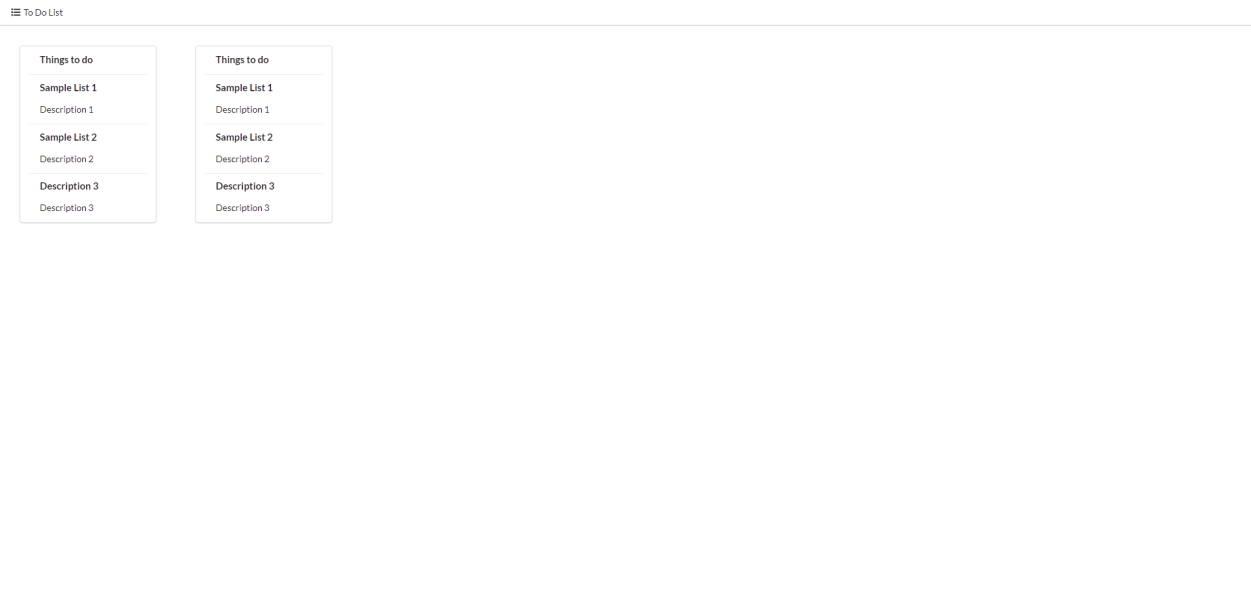 To Do List
Things to do
Sample List 1
Description 1
Sample List 2
Description 2
Description 3
Description 3
Things to do
Sample List 1
Description 1
Sample List 2
Description 2
Description 3
Description 3